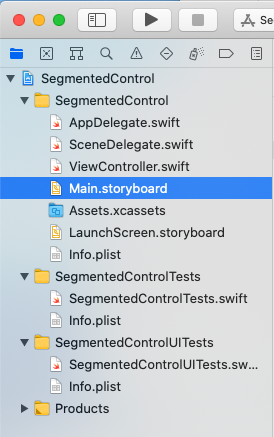 Se
SegmentedControl
SegmentedControl
AppDelegate.swift
SceneDelegate.swift
ViewController.swift
Main.storyboard
Assets.xcassets
LaunchScreen.storyboard
Info.plist
SegmentedControlTests
SegmentedControlTests.swift
Info.plist
SegmentedControlUITests
SegmentedControlUITests.sw...
Info.plist
Products